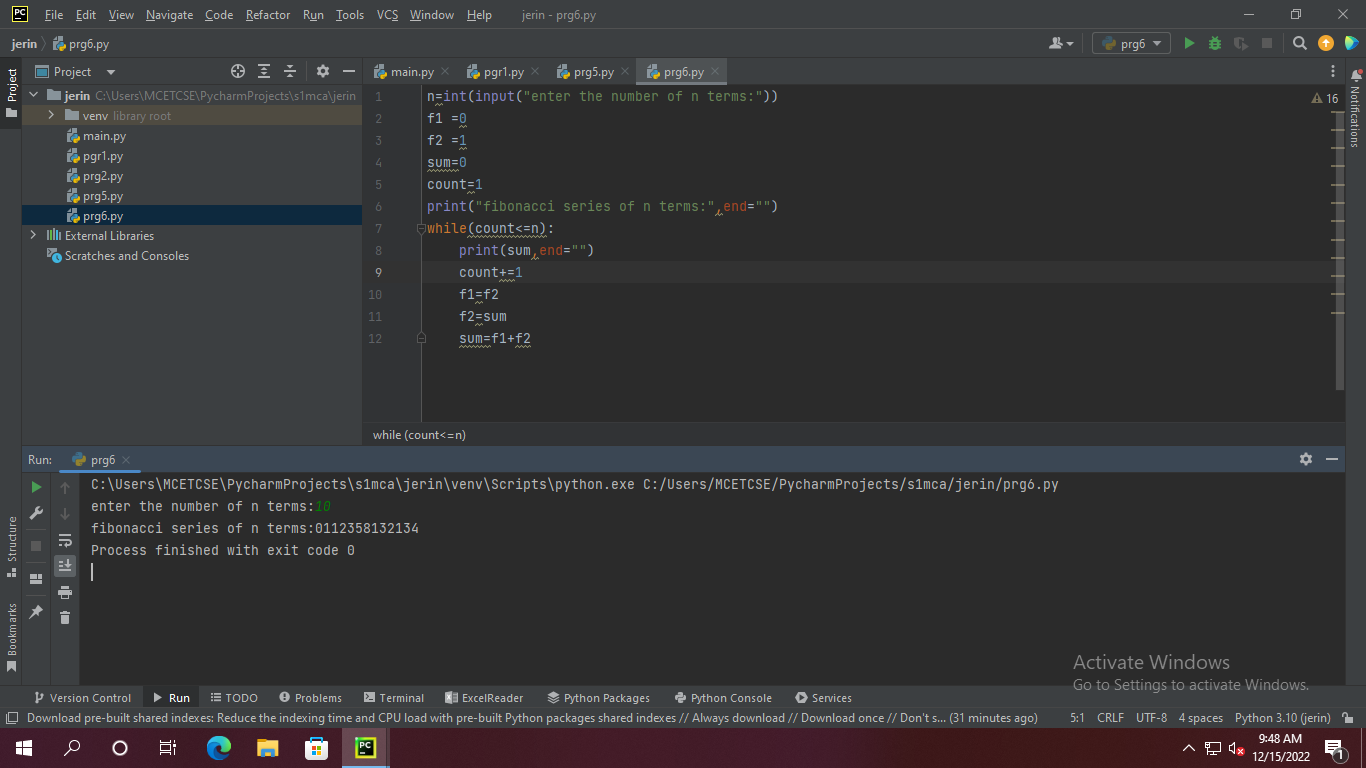 PC File Edit View Navigate Code Refactor Run Tools VCS Window Help jerin - prg6.py
jerin prg6.py prg6
Project main.py pgr1.py prg5.py prg6.py
Project
Structure
Bookmarks
jerin C:\Users\MCETCSE\PycharmProjects\s1mca\jerin
venv library root
main.py
pgr1.py
prg2.py
prg5.py
prg6.py
External Libraries
Scratches and Consoles
1 n=int(input("enter the number of n terms:"))
2 f1 =0
3 f2 =1
4 sum=0
5 count=1
6 print("fibonacci series of n terms:",end="")
7 while(count<=n):
8 print(sum,end="")
9 count+=1
10 f1=f2
11 f2=sum
12 sum=f1+f2
16
Notifications
while (count<=n)
Run: prg6
C:\Users\MCETCSE\PycharmProjects\s1mca\jerin\venv\Scripts\python.exe C:/Users/MCETCSE/PycharmProjects/s1mca/jerin/prg6.py
enter the number of n terms:10
fibonacci series of n terms:0112358132134
Process finished with exit code 0
Activate Windows
Go to Settings to activate Windows.
Version Control Run TODO Problems Terminal ExcelReader Python Packages Python Console Services
Download pre-built shared indexes: Reduce the indexing time and CPU load with pre-built Python packages shared indexes // Always download // Download once // Don't s... (31 minutes ago) 5:1 CRLF UTF-8 4 spaces Python 3.10 (jerin)
PC
9:48 AM
12/15/2022
1